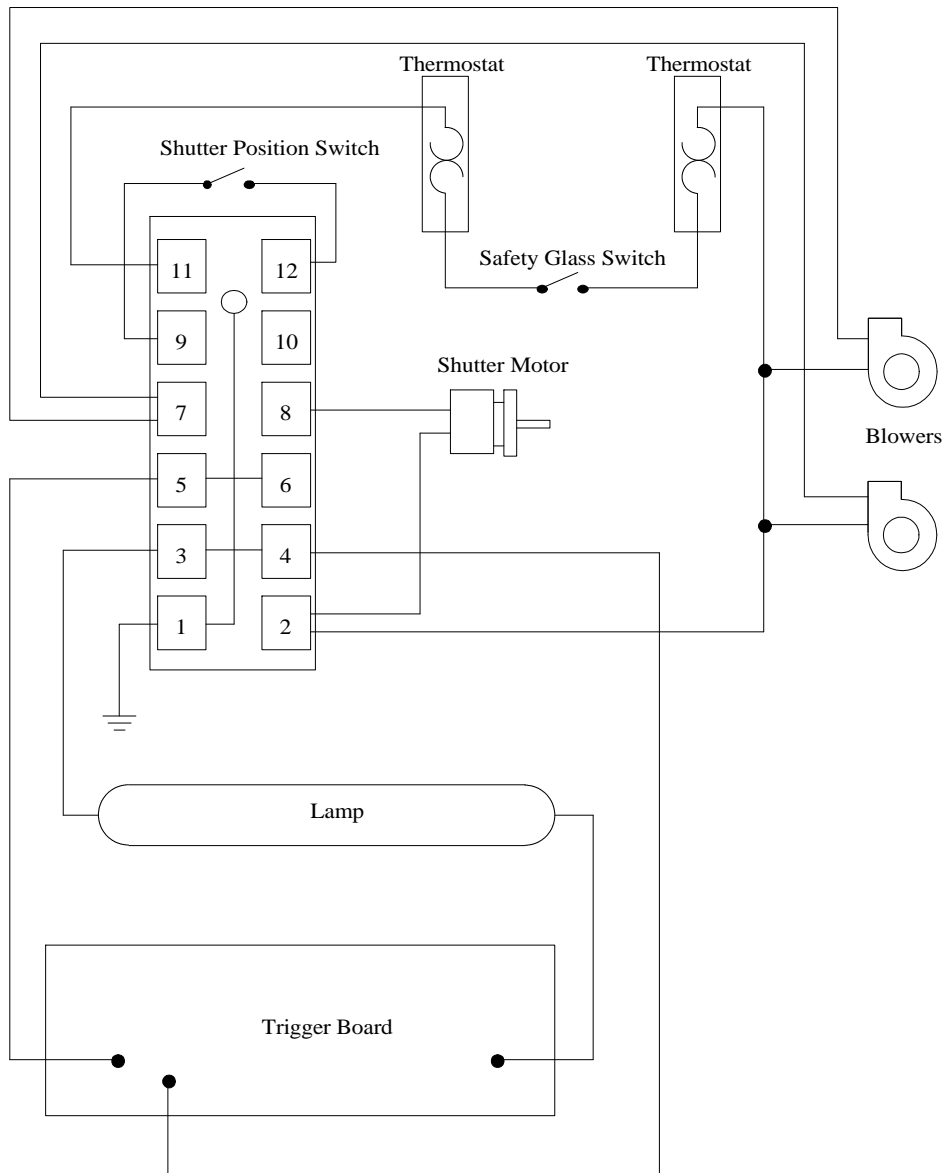 Thermostat
Thermostat
Shutter Position Switch
Safety Glass Switch
11
12
9
10
Shutter Motor
7
8
Blowers
5
6
3
4
1
2
Lamp
Trigger Board